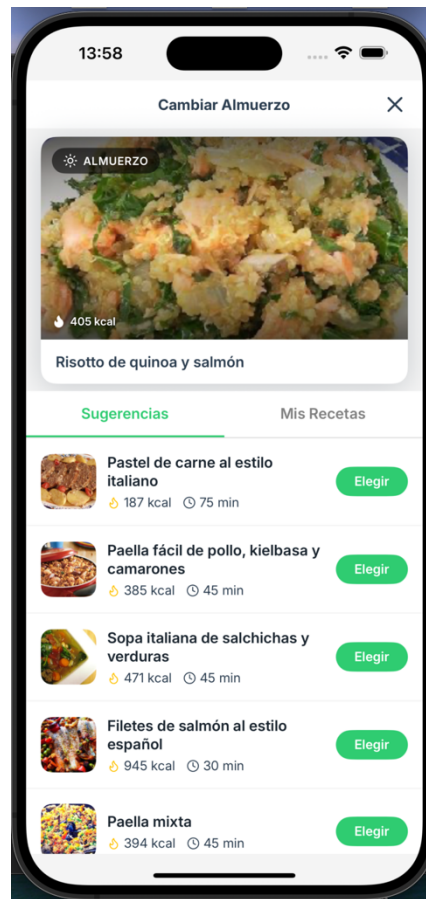 13:58
Cambiar Almuerzo
ALMUERZO
405 kcal
Risotto de quinoa y salmón
Sugerencias
Mis Recetas
Pastel de carne al estilo
italiano
187 kcal 75 min
Elegir
Paella fácil de pollo, kielbasa y
camarones
385 kcal 45 min
Elegir
Sopa italiana de salchichas y
verduras
471 kcal 45 min
Elegir
Filetes de salmón al estilo
español
945 kcal 30 min
Elegir
Paella mixta
394 kcal 45 min
Elegir